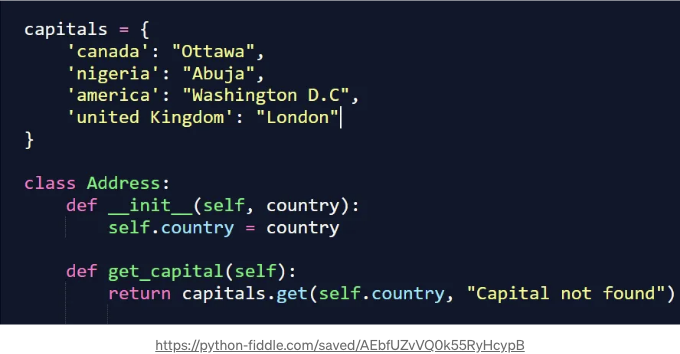 capitals = {
    'canada': "Ottawa",
    'nigeria': "Abuja",
    'america': "Washington D.C",
    'united Kingdom': "London"
}
class Address:
    def __init__(self, country):
        self.country = country
    def get_capital(self):
        return capitals.get(self.country, "Capital not found")
https://python-fiddle.com/saved/AEbfUZvVQ0k55RyHcypB